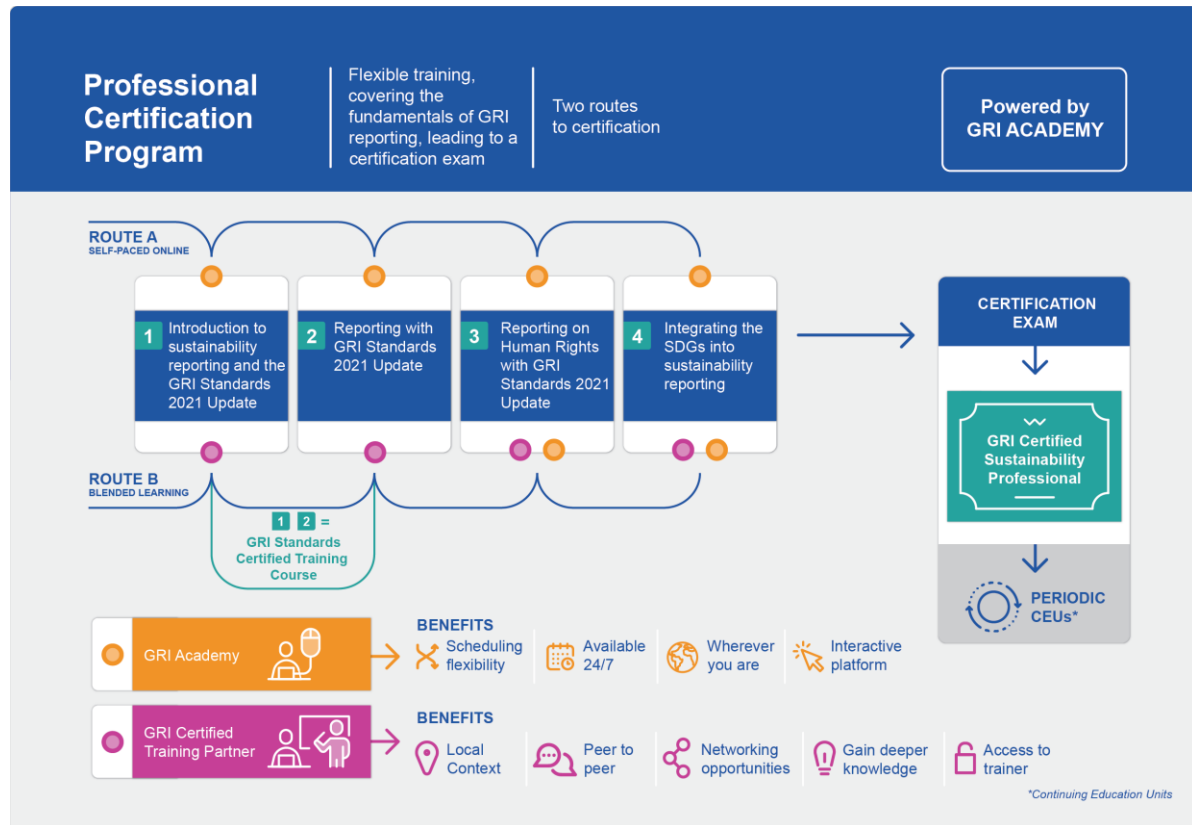 Professional
Certification
Program
Flexible training,
covering the
fundamentals of GRI
reporting, leading to a
certification exam
Two routes
to certification
Powered by
GRI ACADEMY
ROUTE A
SELF-PACED ONLINE
1
Introduction to
sustainability
reporting and the
GRI Standards
2021 Update
2
Reporting with
GRI Standards
2021 Update
3
Reporting on
Human Rights
with GRI
Standards 2021
Update
4
Integrating the
SDGs into
sustainability
reporting
ROUTE B
BLENDED LEARNING
1 2 =
GRI Standards
Certified Training
Course
CERTIFICATION
EXAM
GRI Certified
Sustainability
Professional
PERIODIC
CEUs*
GRI Academy
BENEFITS
Scheduling
flexibility
Available
24/7
Wherever
you are
Interactive
platform
GRI Certified
Training Partner
BENEFITS
Local
Context
Peer to
peer
Networking
opportunities
Gain deeper
knowledge
Access to
trainer
*Continuing Education Units